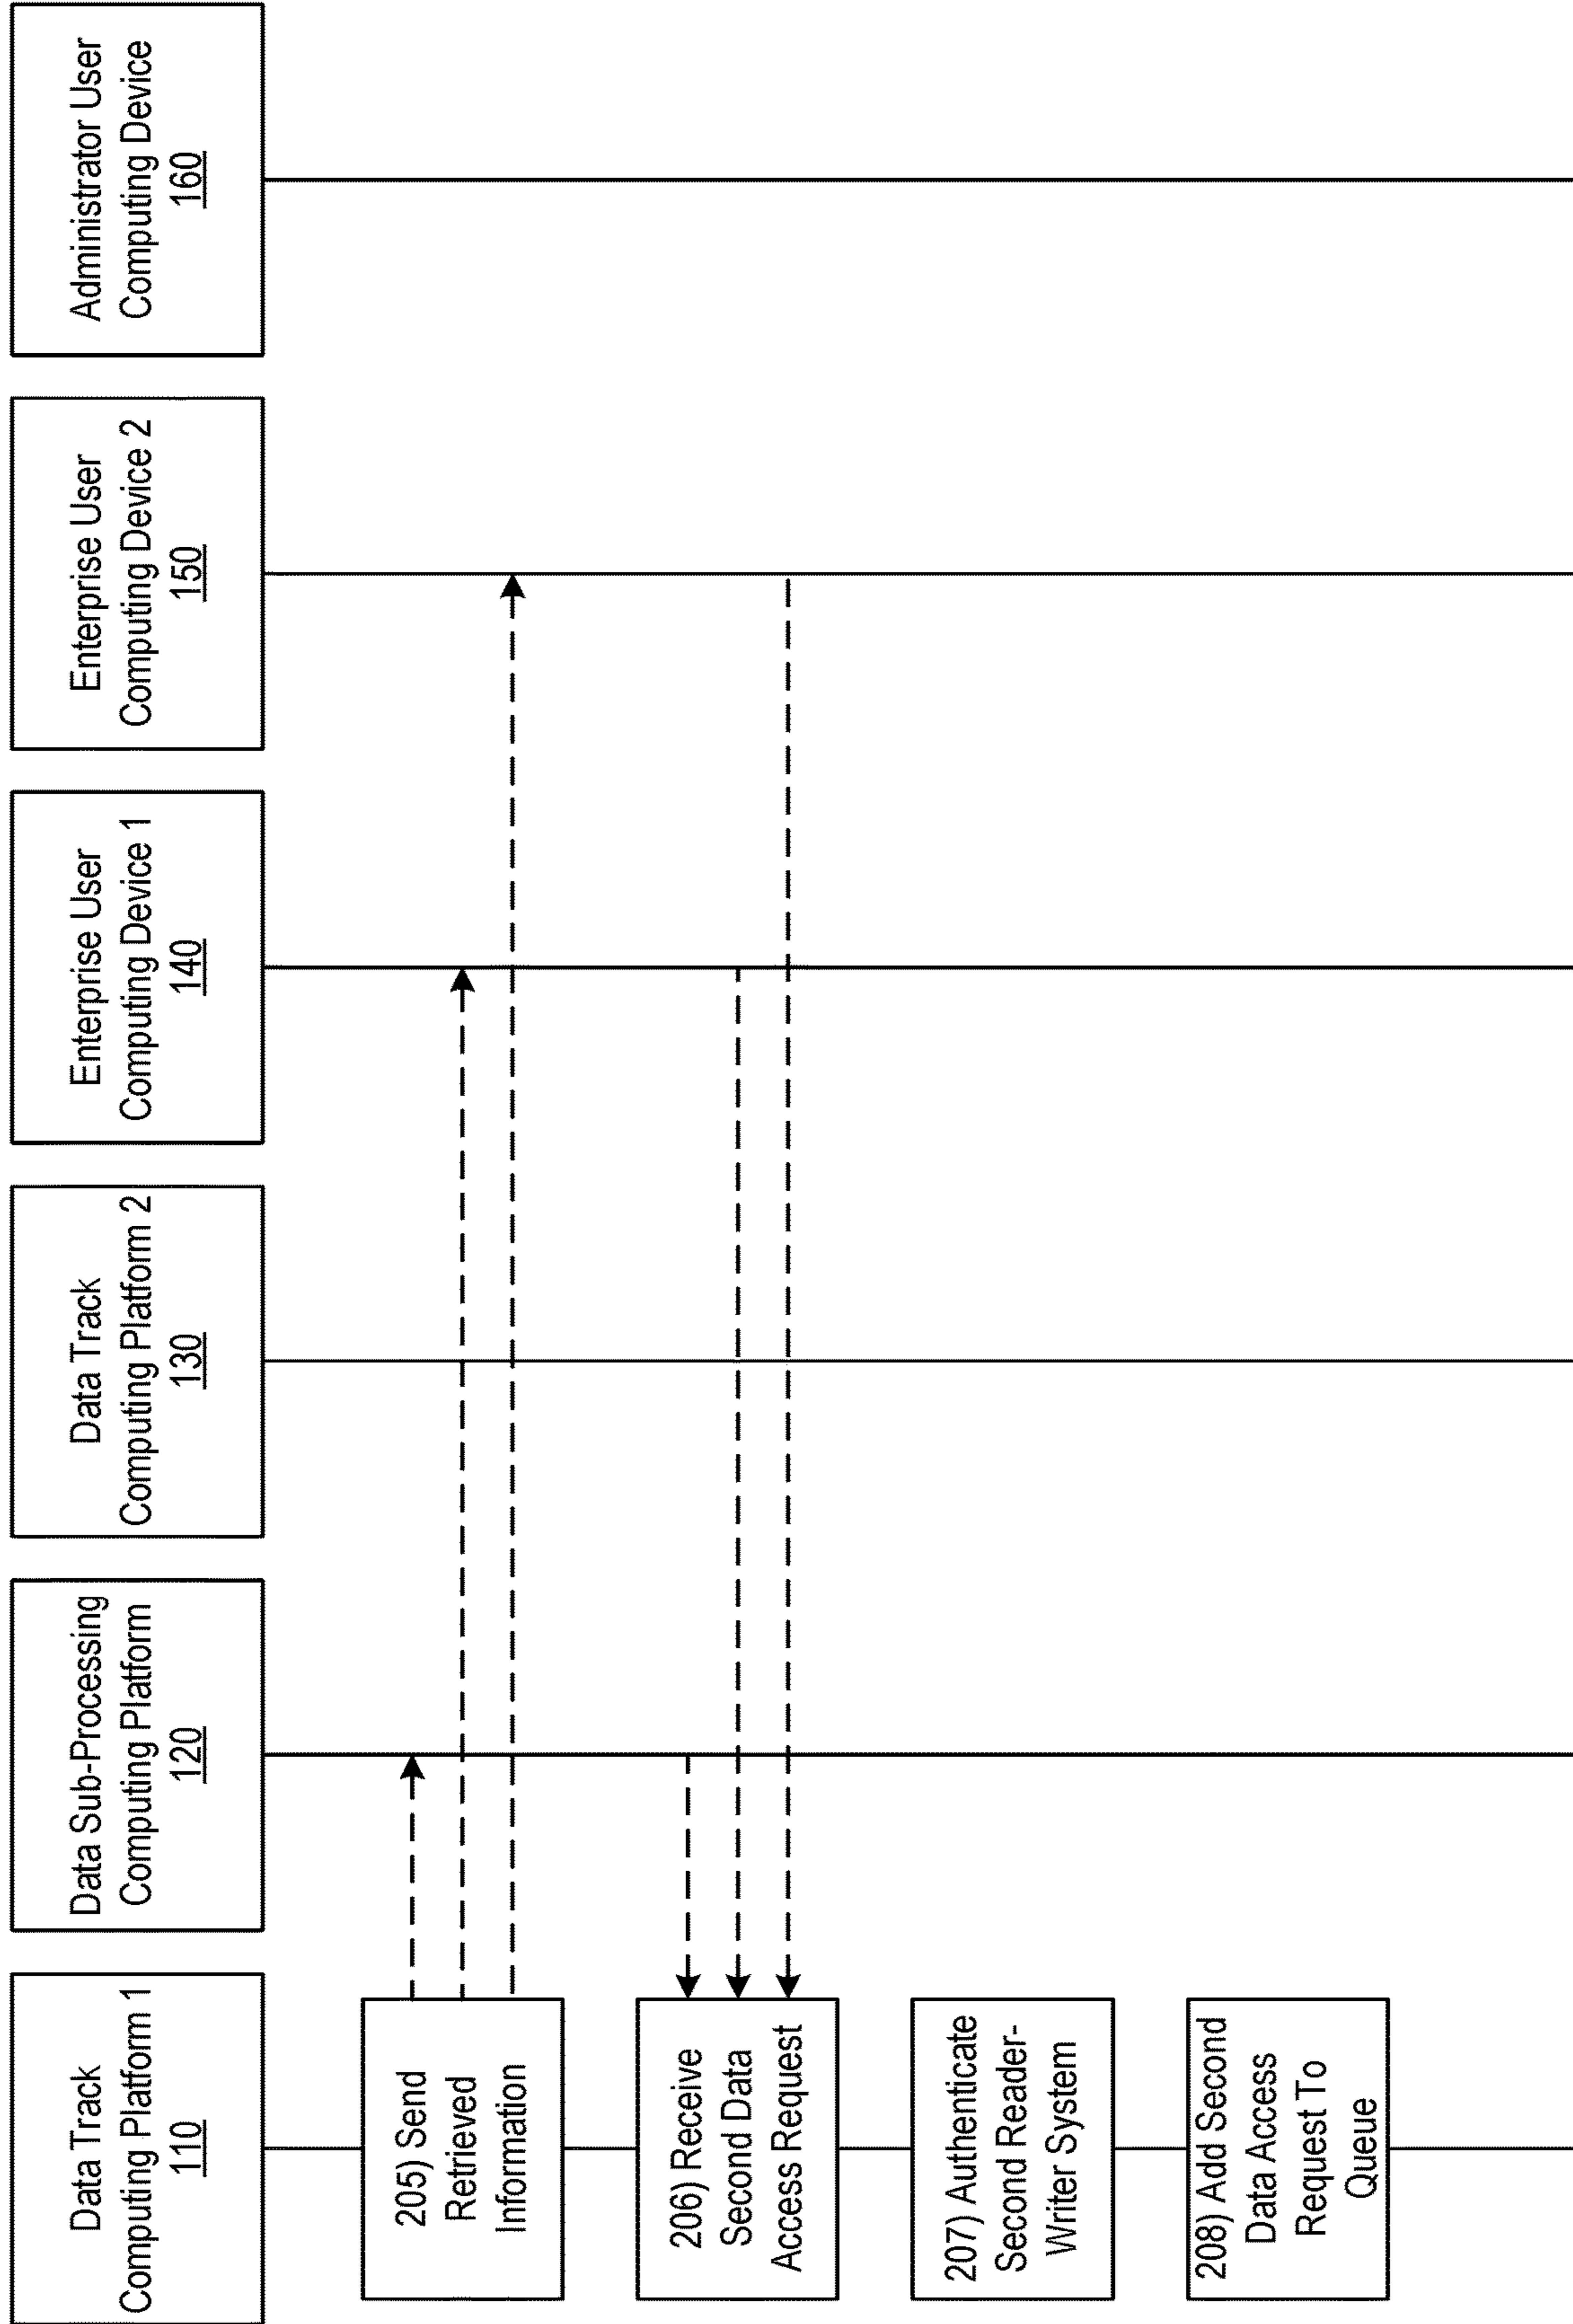 Data Track
Computing Platform 1
110
Data Sub-Processing
Computing Platform
120
Data Track
Computing Platform 2
130
Enterprise User
Computing Device 1
140
Enterprise User
Computing Device 2
150
Administrator User
Computing Device
160
205) Send
Retrieved
Information
206) Receive
Second Data
Access Request
207) Authenticate
Second Reader-
Writer System
208) Add Second
Data Access
Request To
Queue